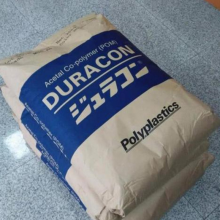 Acetal Co-polymer (POM)
DURACON
ジュラコン
Polyplastics